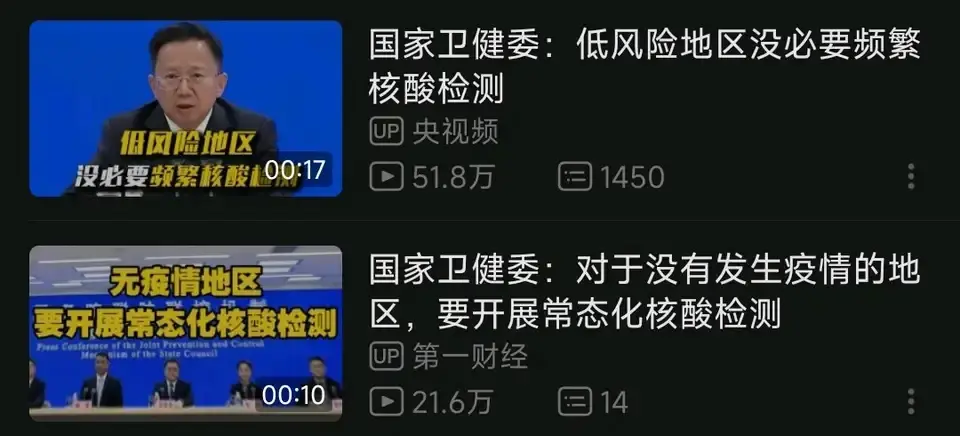 低风险地区
没必要频繁核酸检测
00:17
国家卫健委：低风险地区没必要频繁
核酸检测
UP 央视频
51.8万 1450
无疫情地区
要开展常态化核酸检测
Press Conference of the Joint Prevention and Control
Mechanism of the State Council
00:10
国家卫健委：对于没有发生疫情的地
区，要开展常态化核酸检测
UP 第一财经
21.6万 14